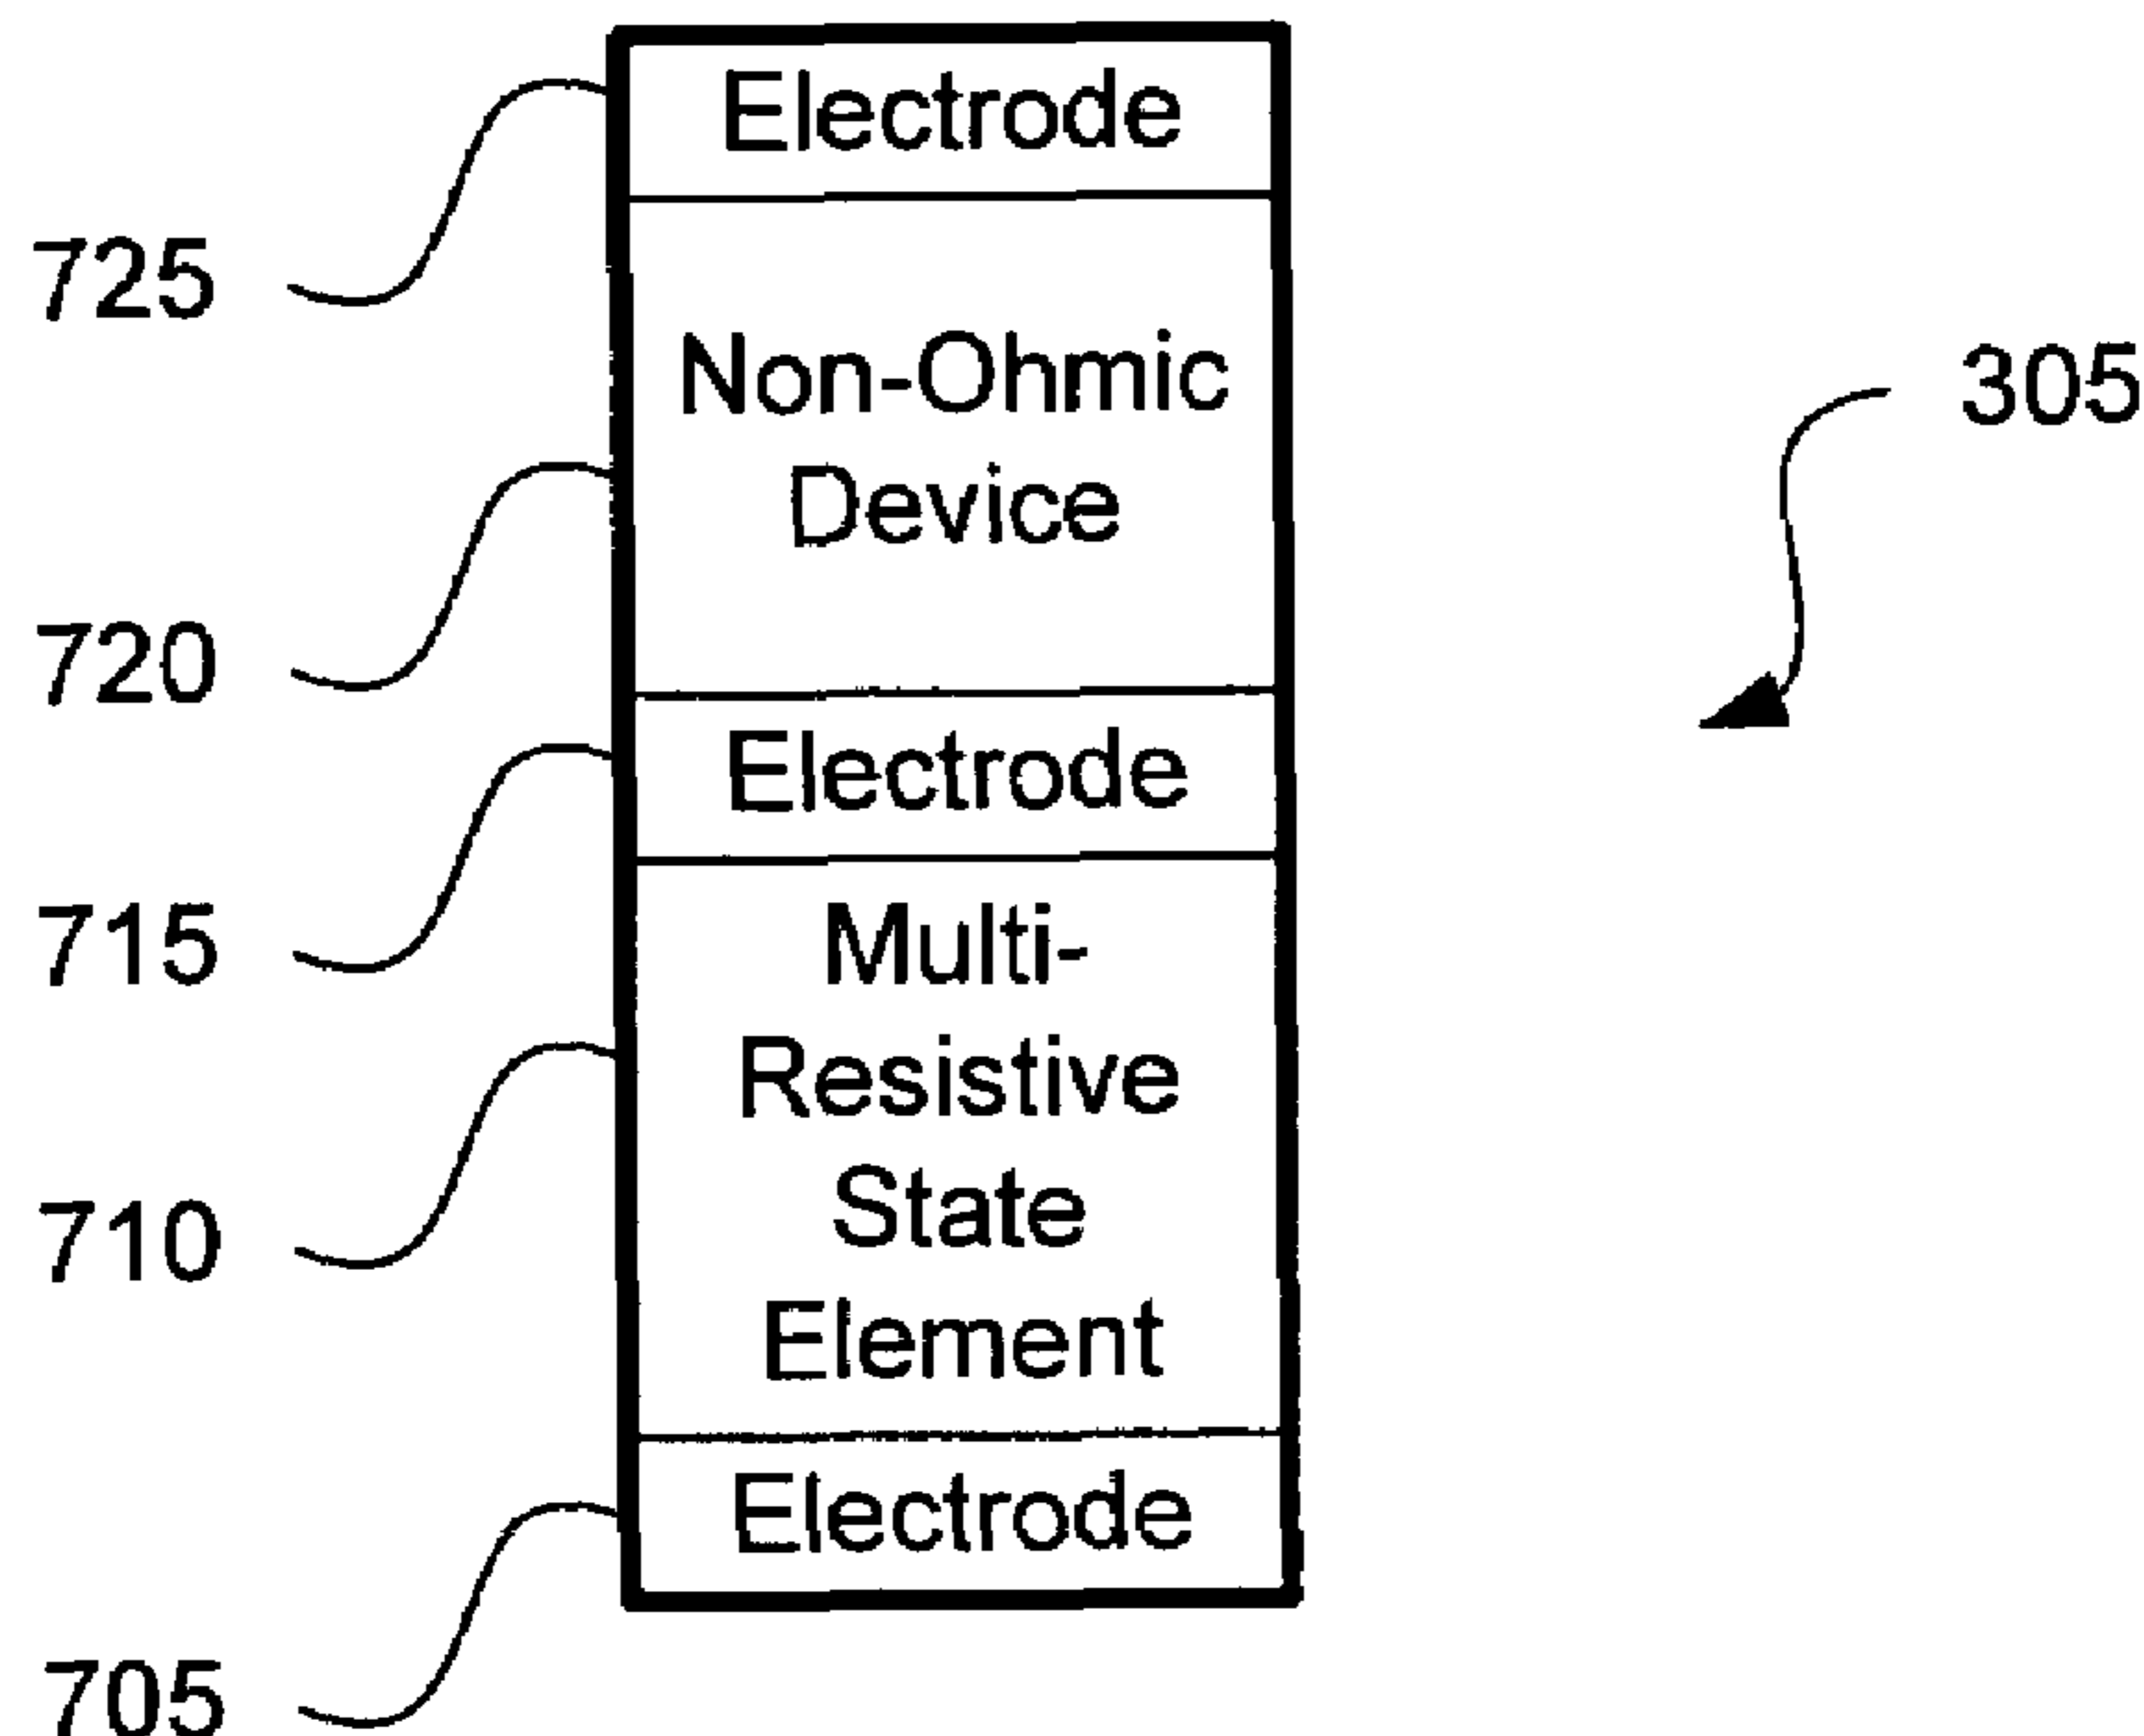 Electrode
725
Non-Ohmic
305
Device
720
Electrode
715
Multi-
Resistive
710
State
Element
Electrode
705